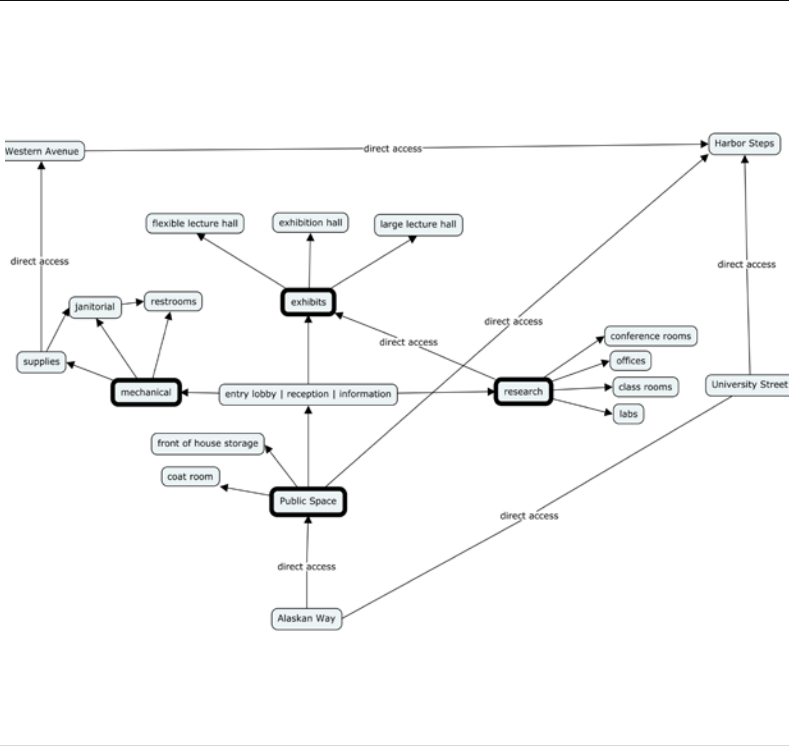 Western Avenue
direct access
Harbor Steps
flexible lecture hall
exhibition hall
large lecture hall
direct access
direct access
janitorial
restrooms
exhibits
direct access
direct access
conference rooms
supplies
offices
mechanical
entry lobby | reception | information
research
class rooms
University Street
labs
front of house storage
coat room
Public Space
direct access
direct access
Alaskan Way